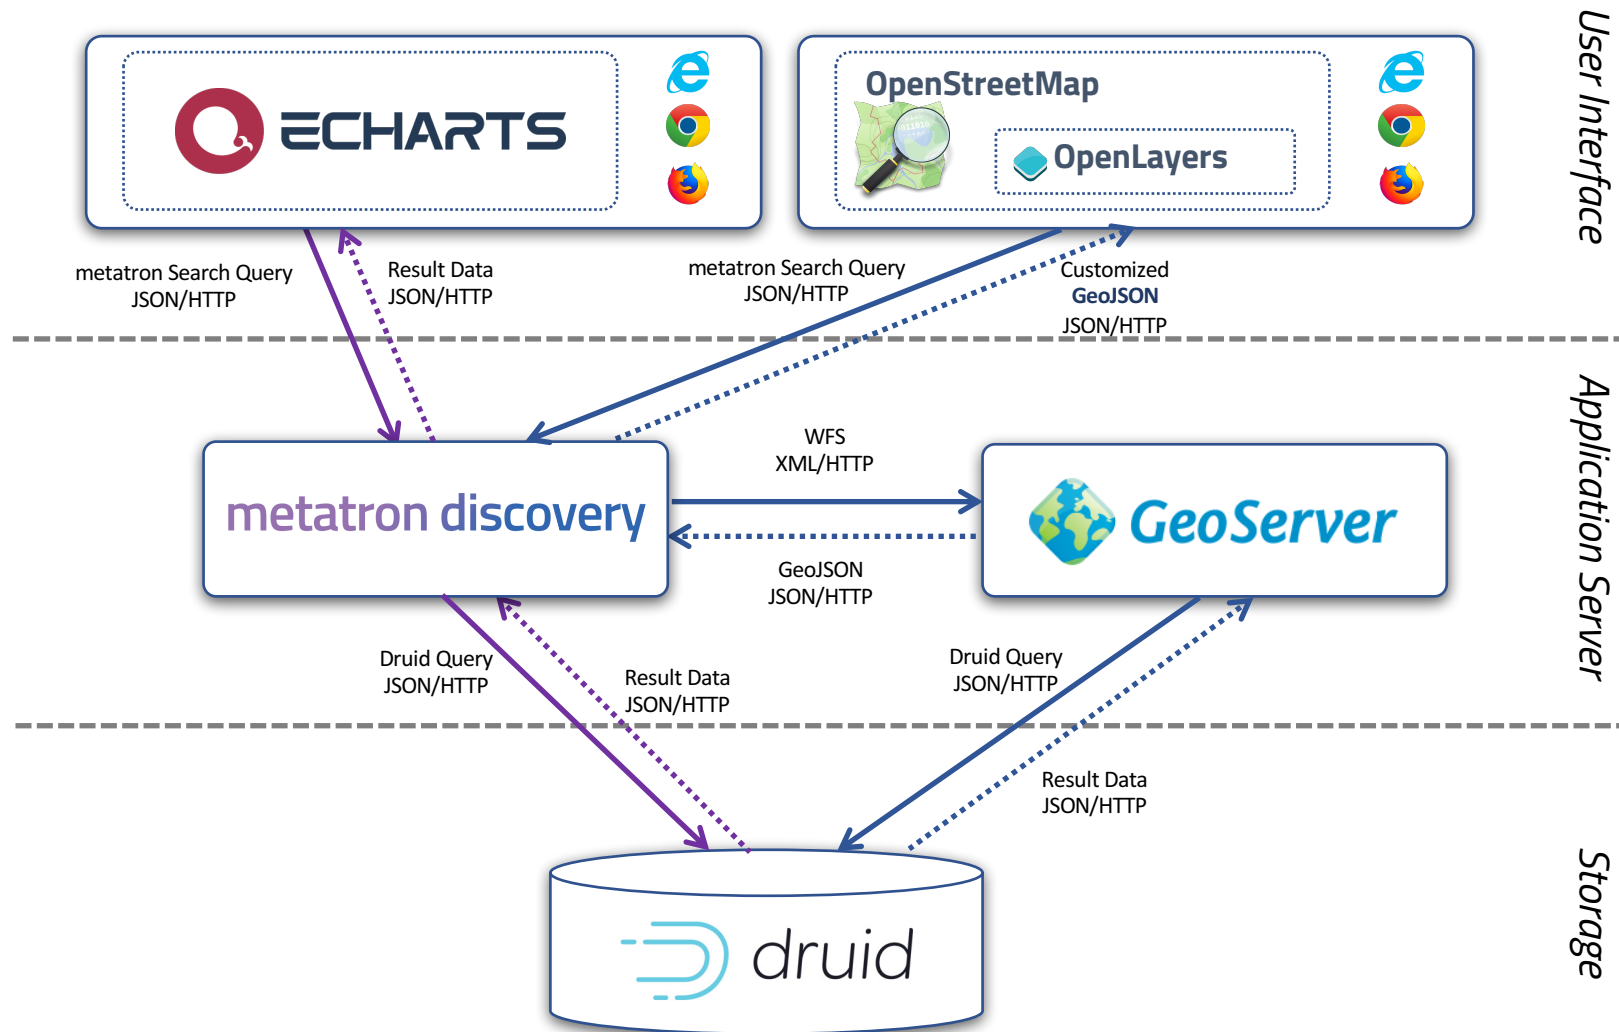 ECHARTS
OpenStreetMap
011010
OpenLayers
User Interface
metatron Search Query
JSON/HTTP
Result Data
JSON/HTTP
metatron Search Query
JSON/HTTP
Customized
GeoJSON
JSON/HTTP
metatron discovery
WFS
XML/HTTP
GeoJSON
JSON/HTTP
GeoServer
Application Server
Druid Query
JSON/HTTP
Result Data
JSON/HTTP
Druid Query
JSON/HTTP
Result Data
JSON/HTTP
druid
Storage